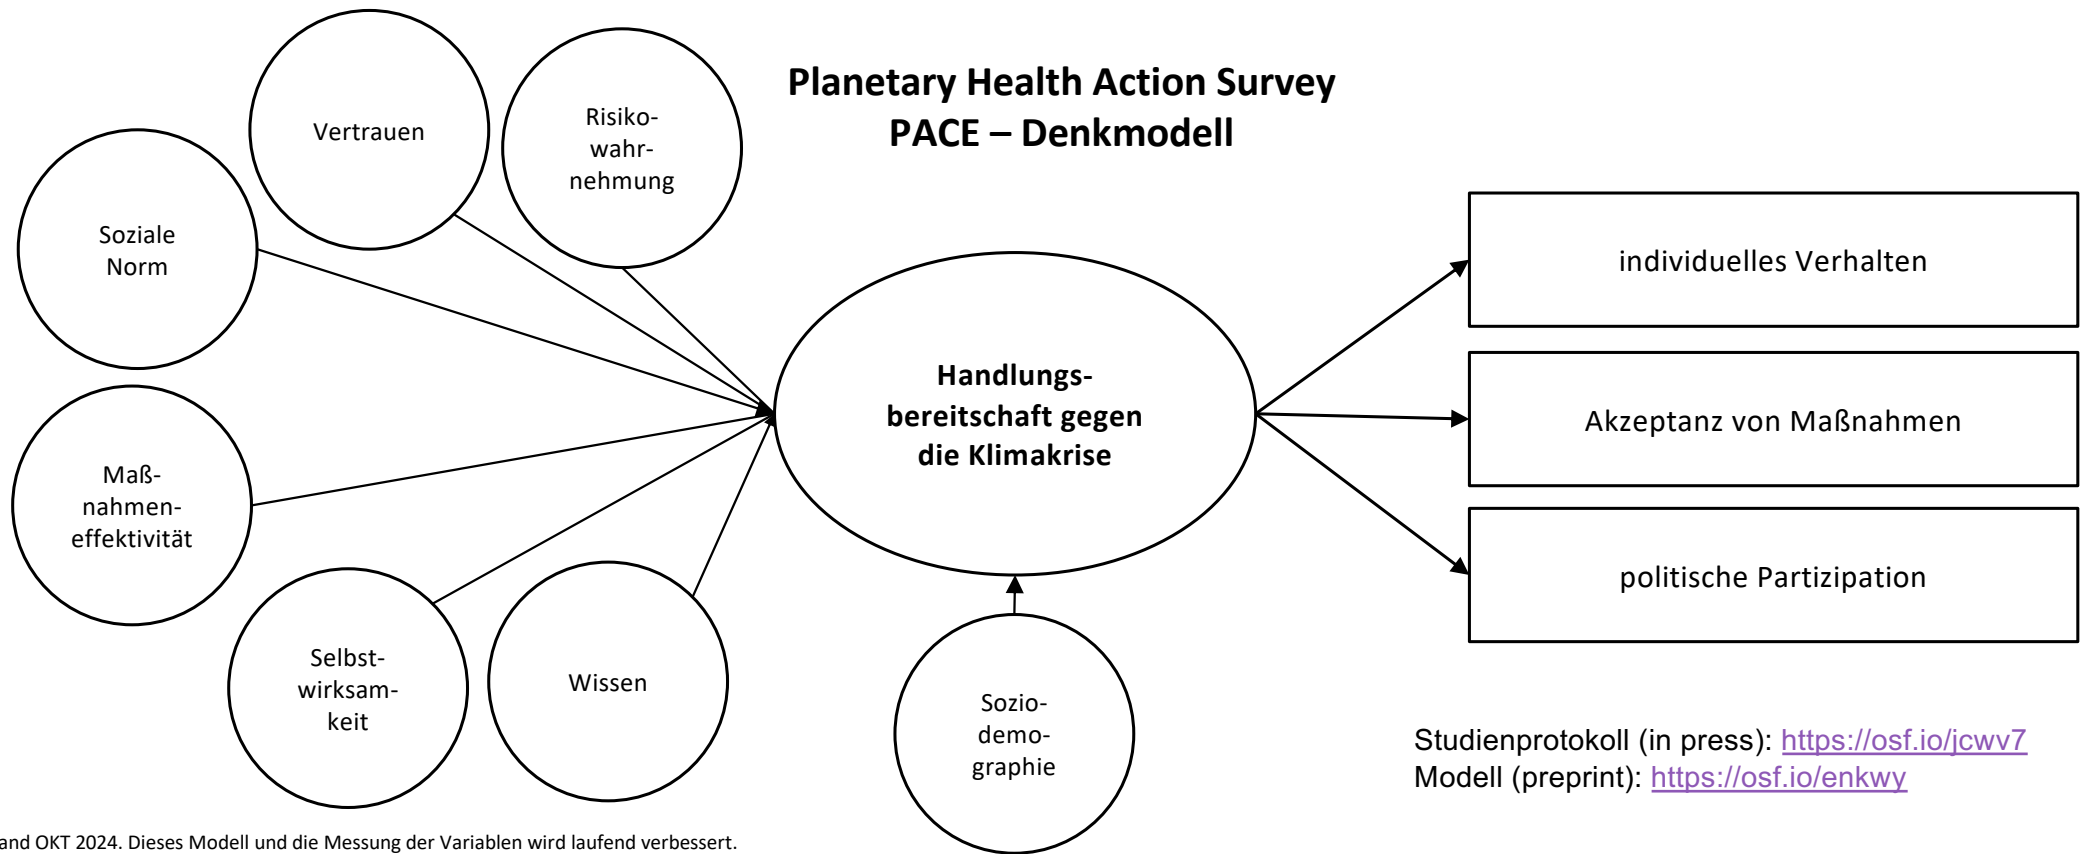 Planetary Health Action Survey
PACE – Denkmodell
Vertrauen
Risiko-
wahr-
nehmung
Soziale
Norm
Maß-
nahmen-
effektivität
Selbst-
wirksam-
keit
Wissen
Handlungs-
bereitschaft gegen
die Klimakrise
Sozio-
demo-
graphie
individuelles Verhalten
Akzeptanz von Maßnahmen
politische Partizipation
Studienprotokoll (in press): https://osf.io/jcwv7
Modell (preprint): https://osf.io/enkwy
and OKT 2024. Dieses Modell und die Messung der Variablen wird laufend verbessert.